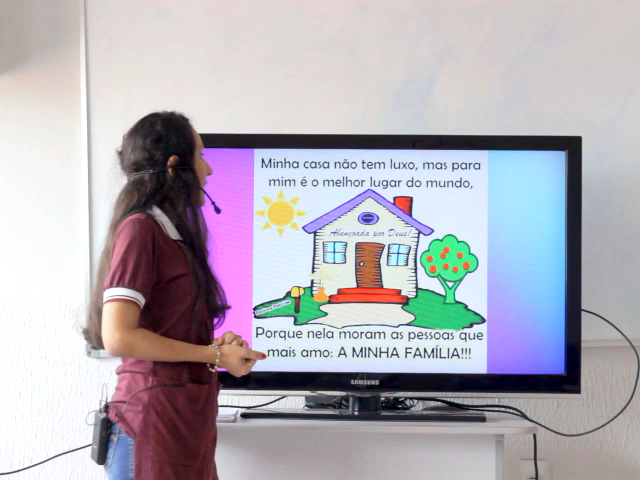 Minha casa não tem luxo, mas para
mim é o melhor lugar do mundo,
Abençoada por Deus!
Porque nela moram as pessoas que
mais amo: A MINHA FAMÍLIA!!!
SAMSUNG